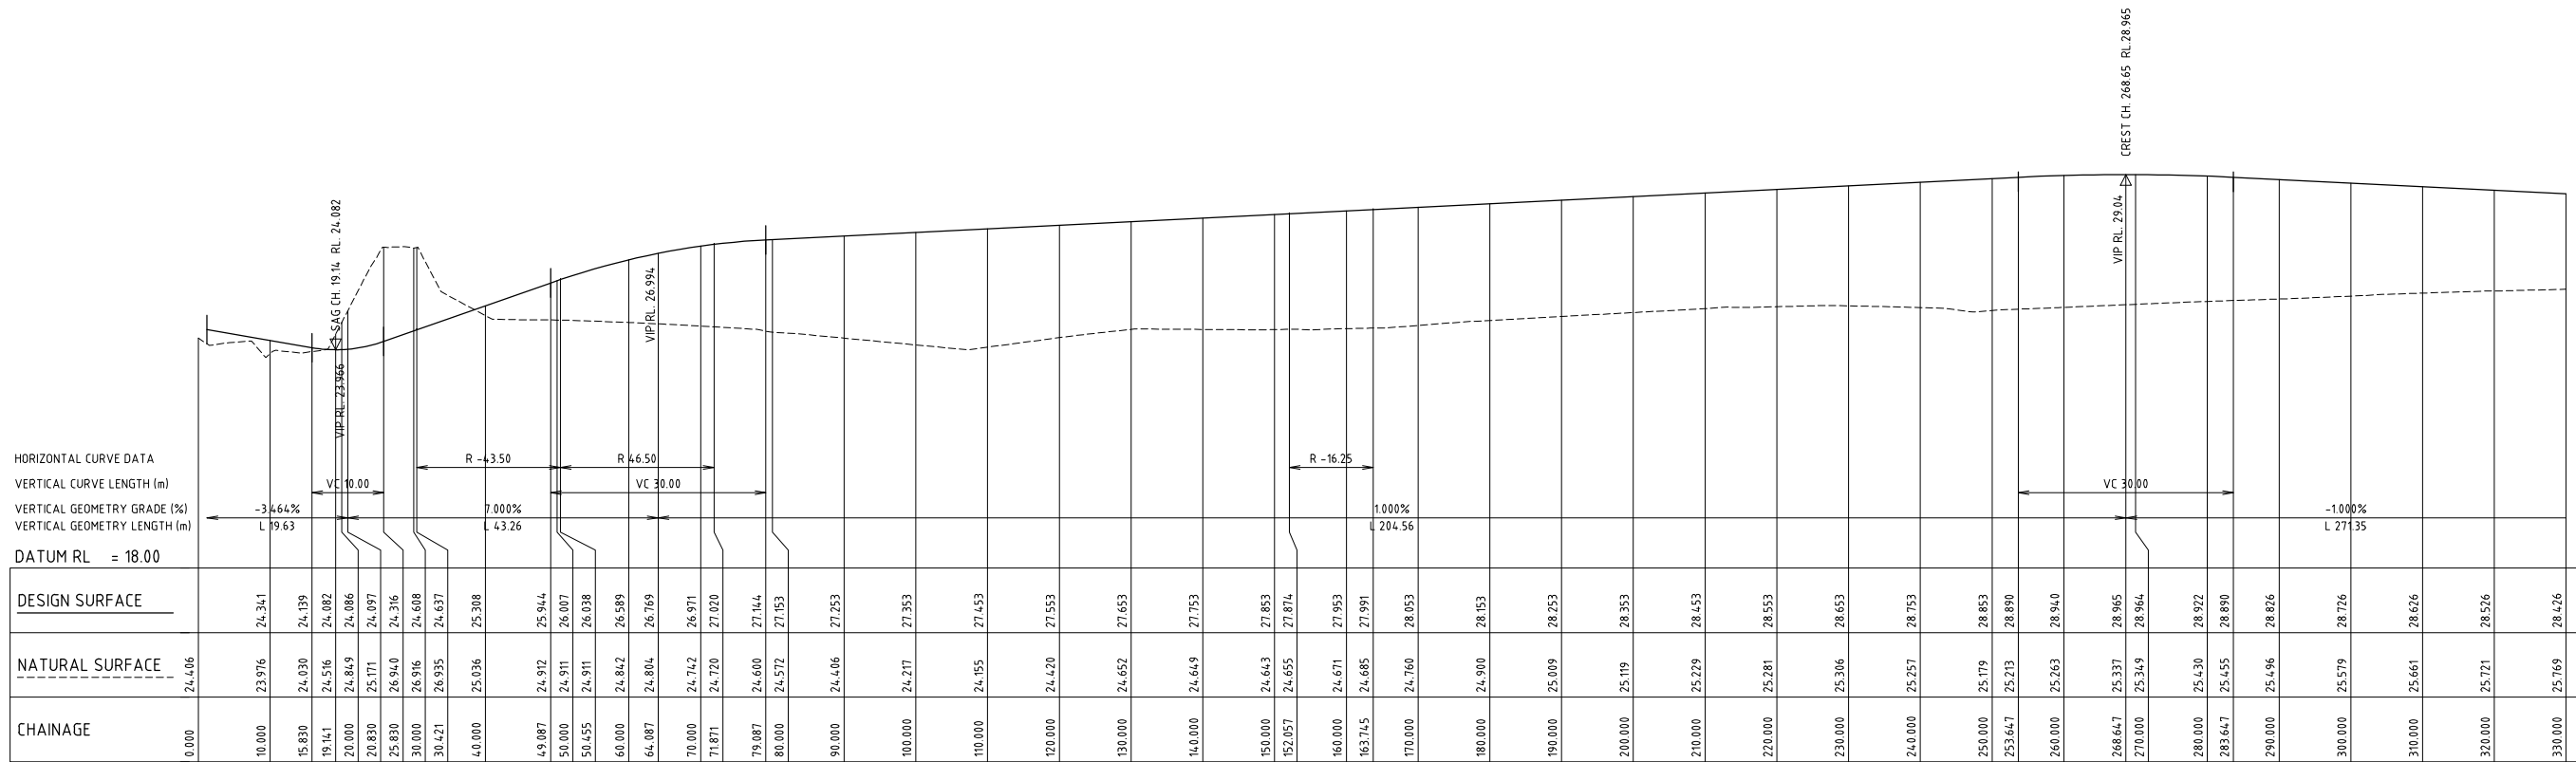 CREST CH. 268.65 RL.28.965
SAG CH. 19.14 RL. 24.082
VIP RL. 23.966
VIP RL. 26.994
VIP RL. 29.04
HORIZONTAL CURVE DATA
R -43.50 R 46.50 R -16.25
VERTICAL CURVE LENGTH (m)
VC 10.00 VC 30.00 VC 30.00
VERTICAL GEOMETRY GRADE (%)
-3.464% 7.000% 1.000% -1.000%
VERTICAL GEOMETRY LENGTH (m)
L 19.63 L 43.26 L 204.56 L 271.35
DATUM RL = 18.00
DESIGN SURFACE
24.341 24.139 24.082 24.086 24.097 24.316 24.608 24.637 25.308 25.944 26.007 26.038 26.589 26.769 26.971 27.020 27.144 27.153 27.253 27.353 27.453 27.553 27.653 27.753 27.853 27.874 27.953 27.991 28.053 28.153 28.253 28.353 28.453 28.553 28.653 28.753 28.853 28.890 28.940 28.965 28.964 28.922 28.890 28.826 28.726 28.626 28.526 28.426
NATURAL SURFACE
24.406 23.976 24.030 24.516 24.849 25.171 26.940 26.916 26.935 25.036 24.912 24.911 24.911 24.842 24.804 24.742 24.720 24.600 24.572 24.406 24.217 24.155 24.420 24.652 24.649 24.643 24.655 24.671 24.685 24.760 24.900 25.009 25.119 25.229 25.281 25.306 25.257 25.179 25.213 25.263 25.337 25.349 25.430 25.455 25.496 25.579 25.661 25.721 25.769
CHAINAGE
0.000 10.000 15.830 19.141 20.000 20.830 25.830 30.000 30.421 40.000 49.087 50.000 50.455 60.000 64.087 70.000 71.871 79.087 80.000 90.000 100.000 110.000 120.000 130.000 140.000 150.000 152.057 160.000 163.745 170.000 180.000 190.000 200.000 210.000 220.000 230.000 240.000 250.000 253.647 260.000 268.647 270.000 280.000 283.647 290.000 300.000 310.000 320.000 330.000